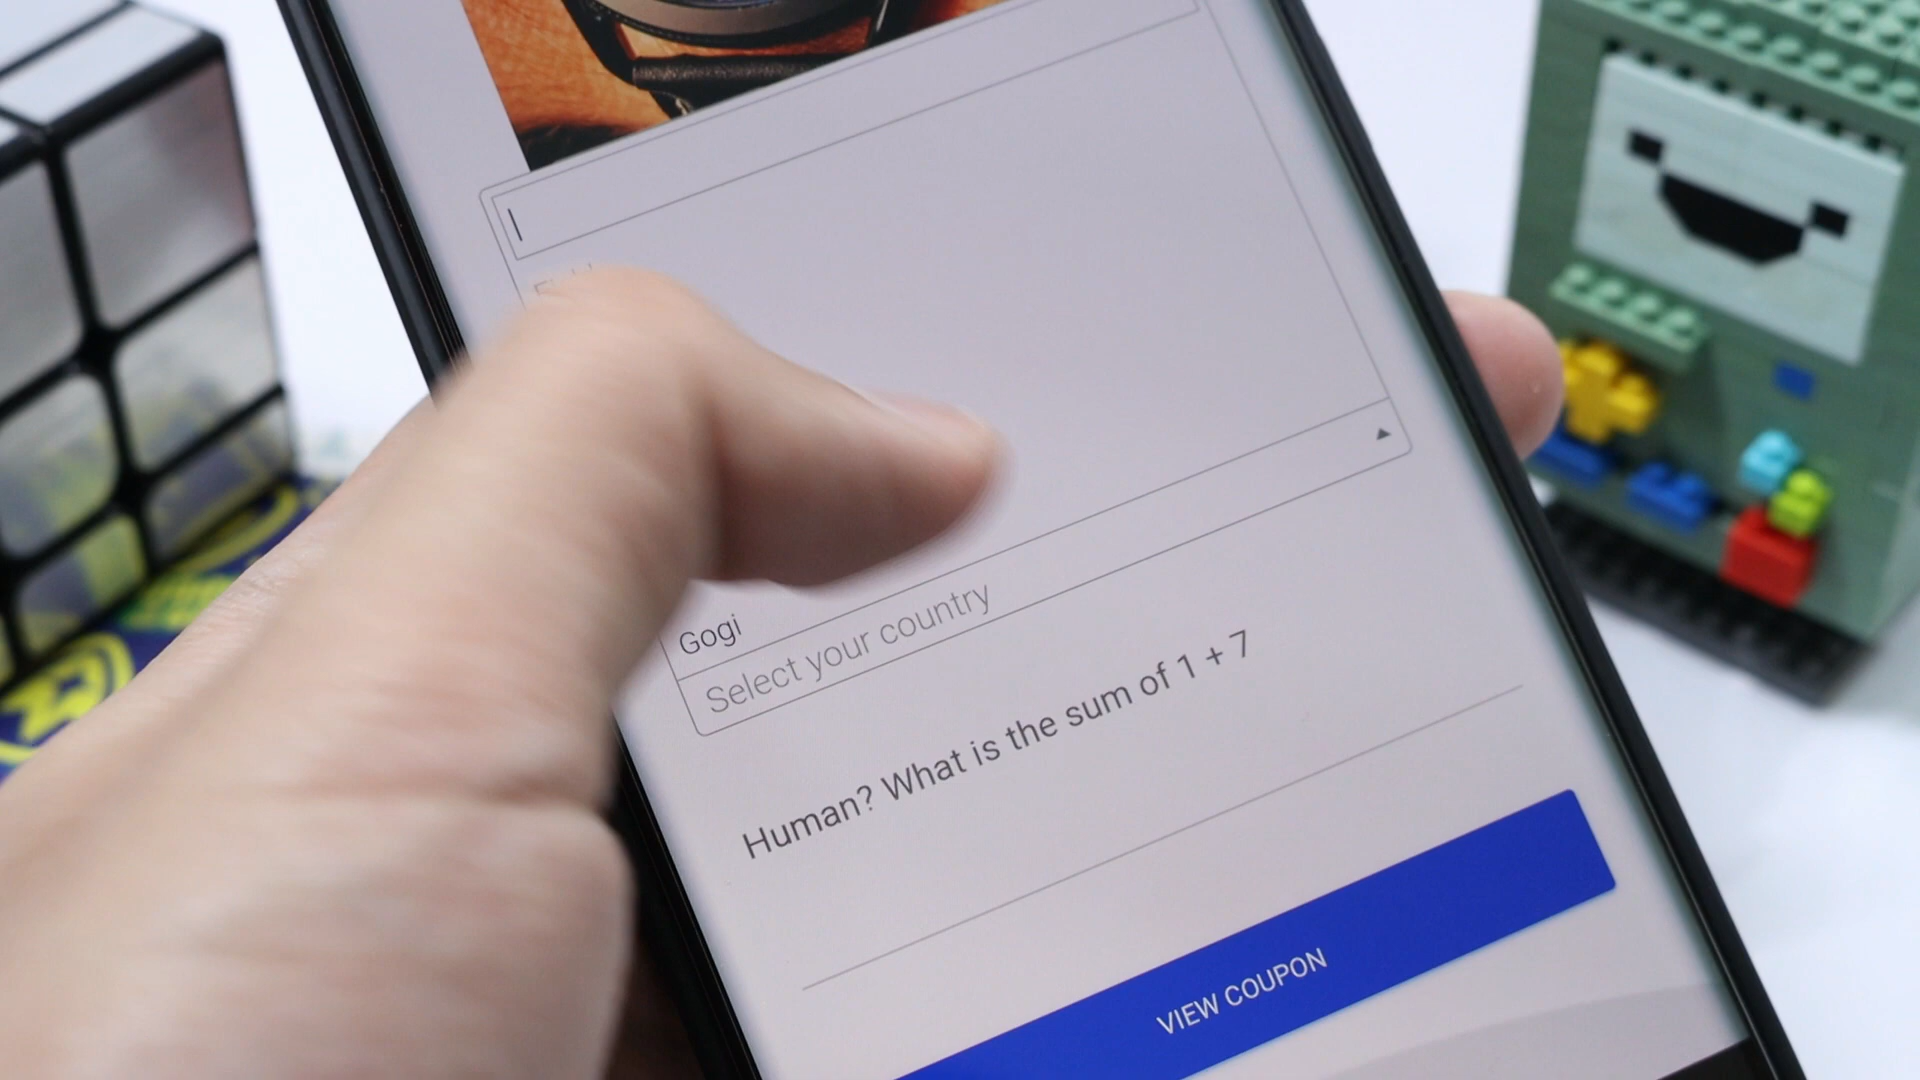 Gogi
Select your country
Human? What is the sum of 1 + 7
VIEW COUPON